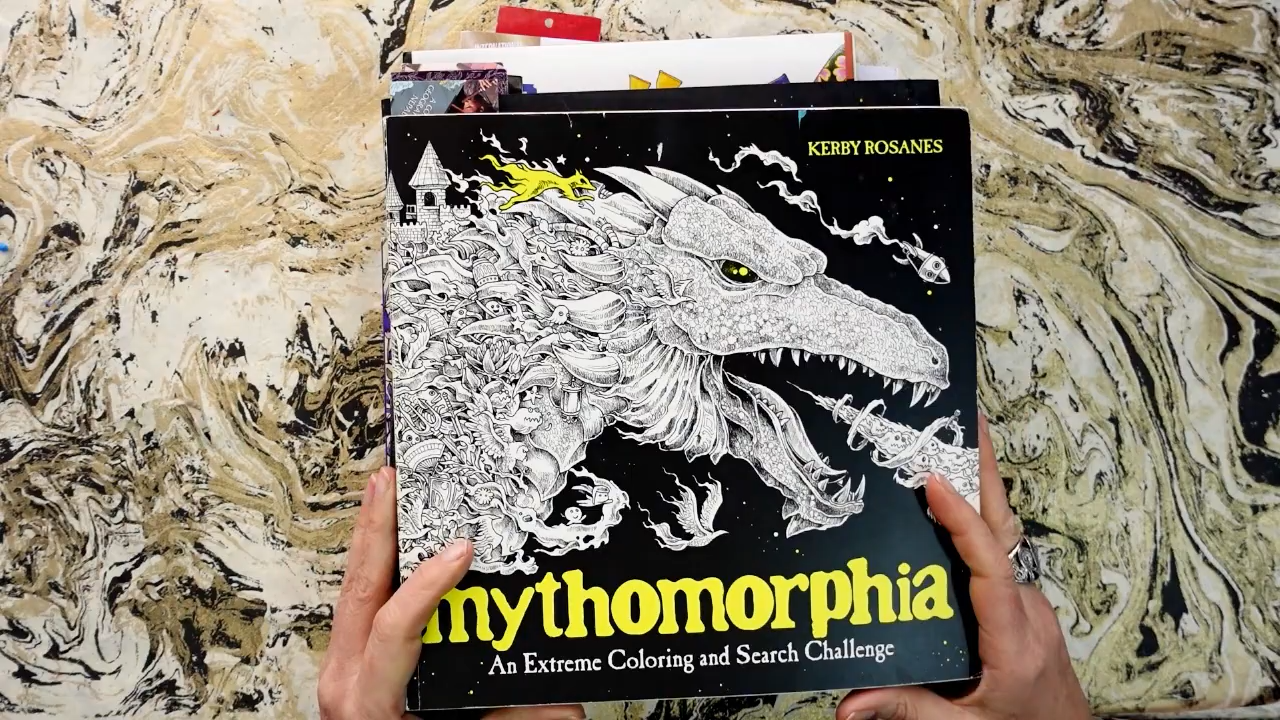 KERBY ROSANES
mythomorphia
An Extreme Coloring and Search Challenge